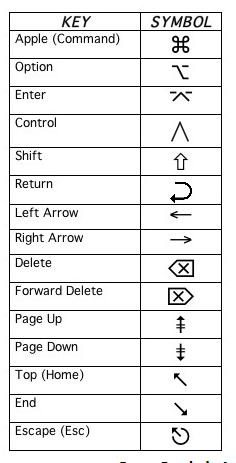 KEY SYMBOL
Apple (Command) ⌘
Option ⌥
Enter ⌤
Control ⋀
Shift ⇧
Return ⮐
Left Arrow ←
Right Arrow →
Delete ⌫
Forward Delete ⌦
Page Up ⇞
Page Down ⇟
Top (Home) ↖
End ↘
Escape (Esc) ⎋